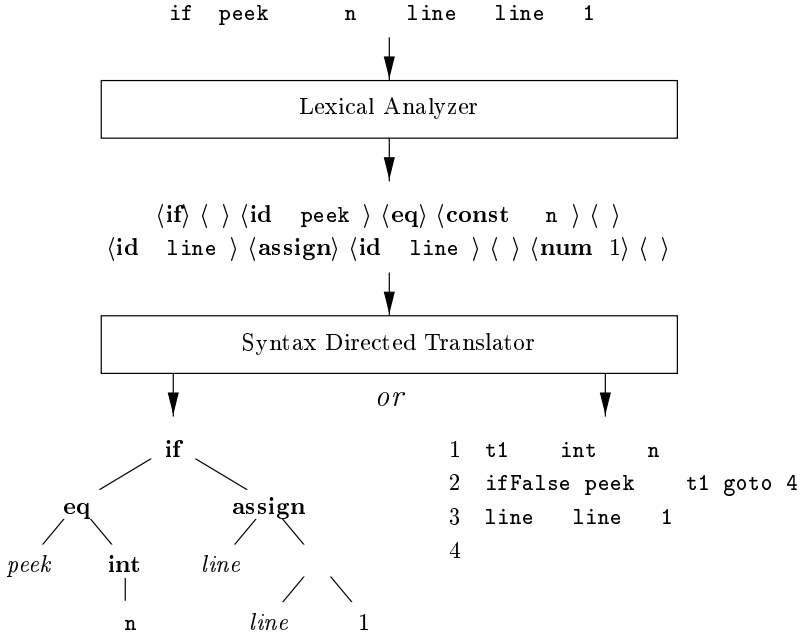 if peek n line line 1
Lexical Analyzer
⟨if⟩ ⟨ ⟩ ⟨id peek ⟩ ⟨eq⟩ ⟨const n ⟩ ⟨ ⟩
⟨id line ⟩ ⟨assign⟩ ⟨id line ⟩ ⟨ ⟩ ⟨num 1⟩ ⟨ ⟩
Syntax Directed Translator
or
if
eq assign
peek int line
n line 1
1 t1 int n
2 ifFalse peek t1 goto 4
3 line line 1
4